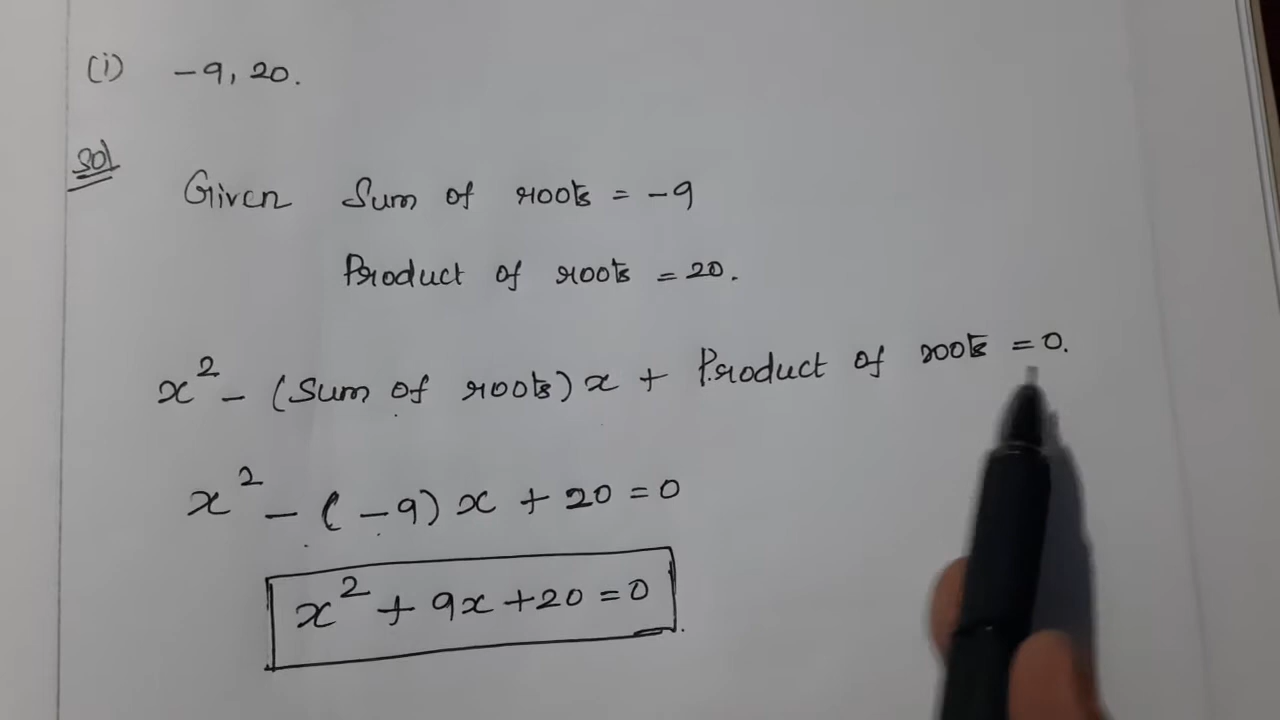 (i) -9, 20.
Sol
Given Sum of roots = -9
Product of roots = 20.
x² - (Sum of roots) x + Product of roots = 0.
x² - (-9) x + 20 = 0
x² + 9x + 20 = 0